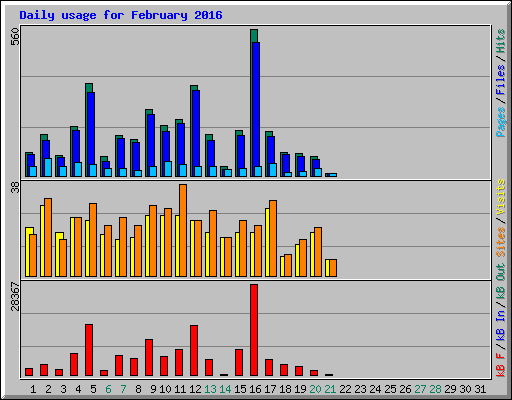 Daily usage for February 2016
560
Pages / Files / Hits
38
Sites / Visits
28367
kB F / kB In / kB Out
1 2 3 4 5 6 7 8 9 10 11 12 13 14 15 16 17 18 19 20 21 22 23 24 25 26 27 28 29 30 31